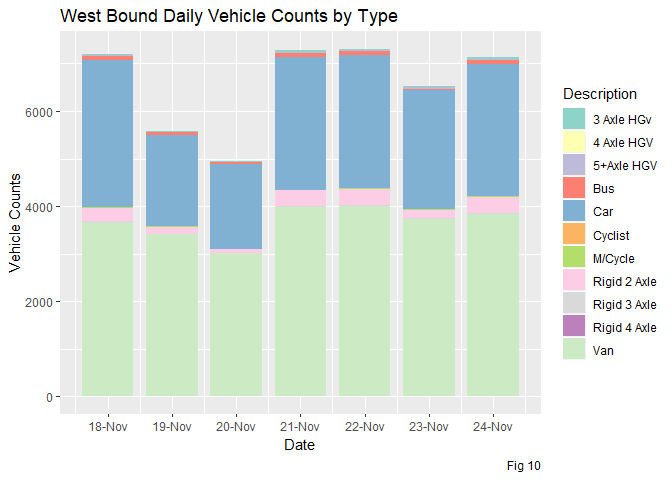 West Bound Daily Vehicle Counts by Type
Vehicle Counts
6000
4000
2000
0
18-Nov 19-Nov 20-Nov 21-Nov 22-Nov 23-Nov 24-Nov
Date
Description
3 Axle HGv
4 Axle HGV
5+Axle HGV
Bus
Car
Cyclist
M/Cycle
Rigid 2 Axle
Rigid 3 Axle
Rigid 4 Axle
Van
Fig 10